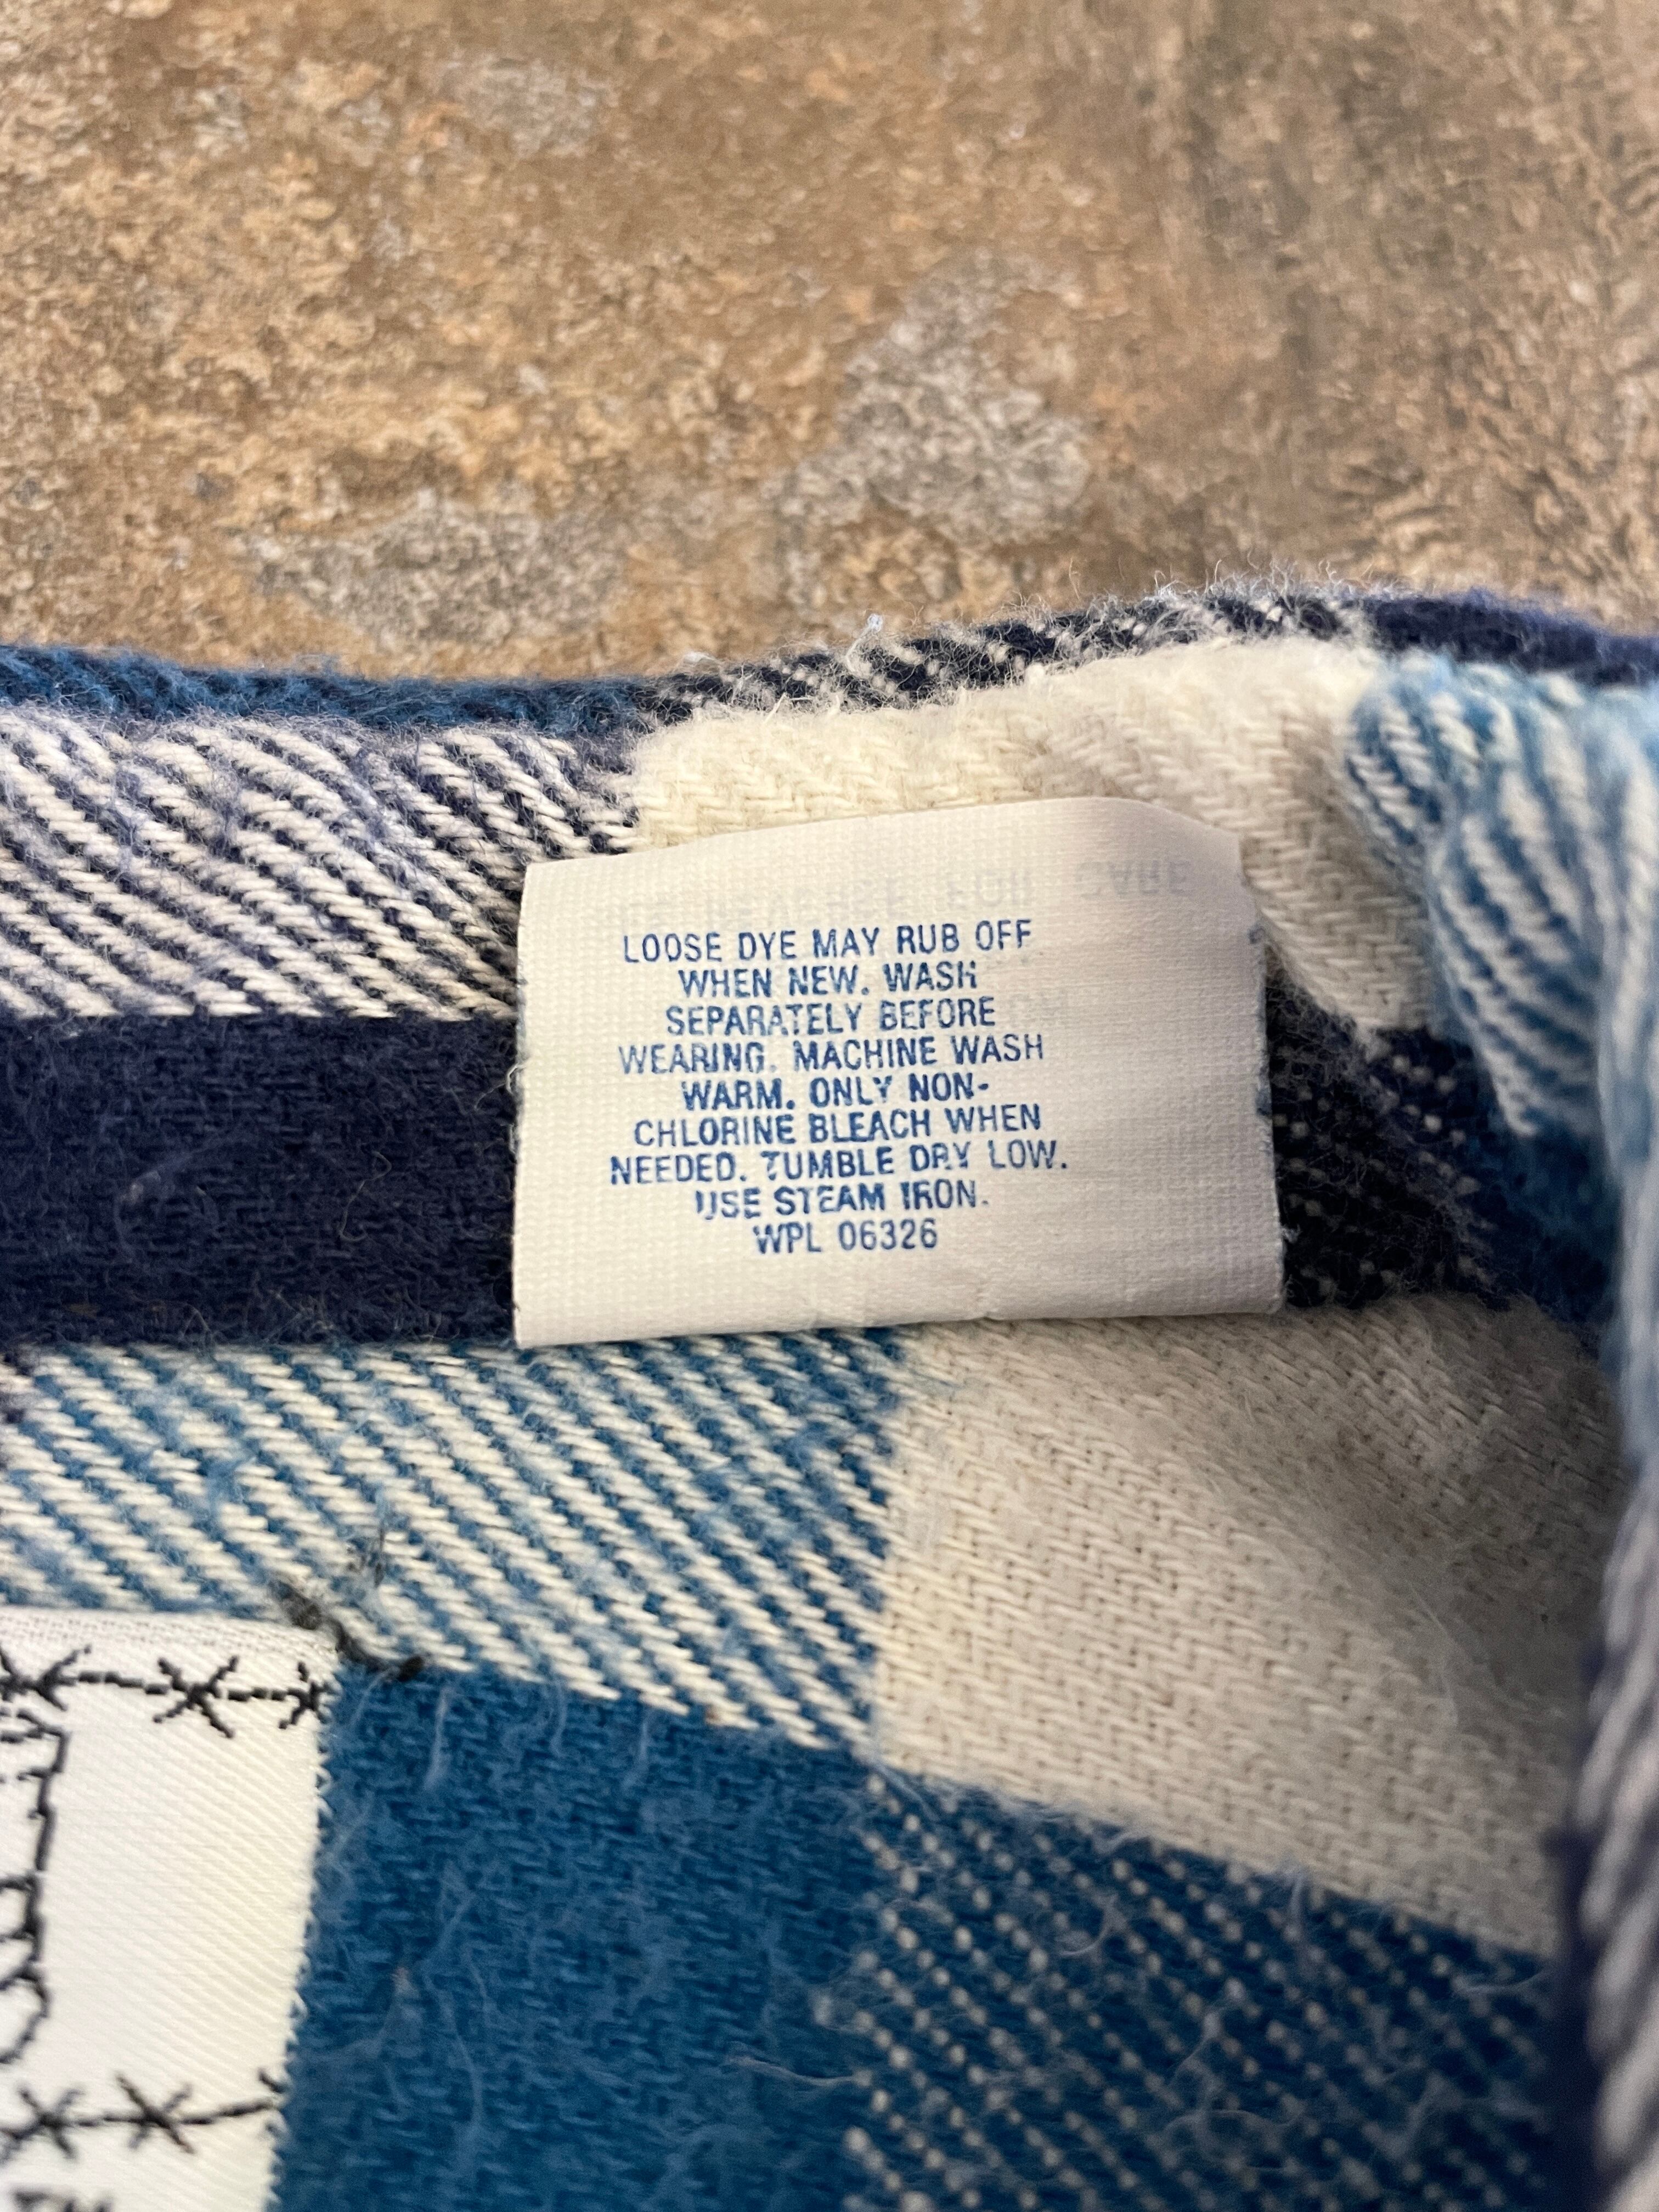 LOOSE DYE MAY RUB OFF
WHEN NEW. WASH
SEPARATELY BEFORE
WEARING. MACHINE WASH
WARM. ONLY NON-
CHLORINE BLEACH WHEN
NEEDED. TUMBLE DRY LOW.
USE STEAM IRON.
WPL 06326